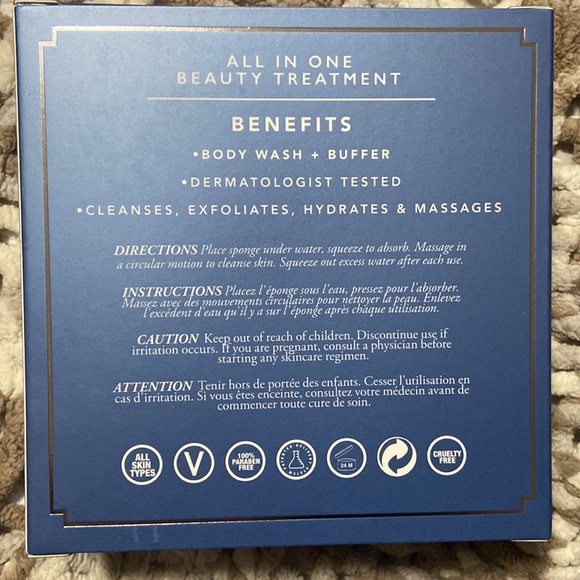 ALL IN ONE
BEAUTY TREATMENT
BENEFITS
•BODY WASH + BUFFER
•DERMATOLOGIST TESTED
•CLEANSES, EXFOLIATES, HYDRATES & MASSAGES
DIRECTIONS Place sponge under water, squeeze to absorb. Massage in
a circular motion to cleanse skin. Squeeze out excess water after each use.
INSTRUCTIONS Placez l'éponge sous l'eau, pressez pour l'absorber.
Massez avec des mouvements circulaires pour nettoyer la peau. Enlevez
l'excédent d'eau qu'il y a sur l'éponge après chaque utilisation.
CAUTION Keep out of reach of children. Discontinue use if
irritation occurs. If you are pregnant, consult a physician before
starting any skincare regimen.
ATTENTION Tenir hors de portée des enfants. Cesser l'utilisation en
cas d'irritation. Si vous êtes enceinte, consultez votre médecin avant de
commencer toute cure de soin.
ALL
SKIN
TYPES
V
100%
PARABEN
FREE
24 M
CRUELTY
FREE